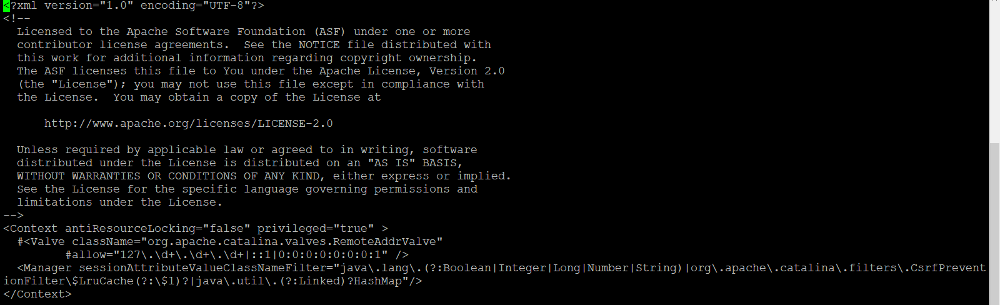 <?xml version="1.0" encoding="UTF-8"?>
<!--
  Licensed to the Apache Software Foundation (ASF) under one or more
  contributor license agreements.  See the NOTICE file distributed with
  this work for additional information regarding copyright ownership.
  The ASF licenses this file to You under the Apache License, Version 2.0
  (the "License"); you may not use this file except in compliance with
  the License.  You may obtain a copy of the License at

      http://www.apache.org/licenses/LICENSE-2.0

  Unless required by applicable law or agreed to in writing, software
  distributed under the License is distributed on an "AS IS" BASIS,
  WITHOUT WARRANTIES OR CONDITIONS OF ANY KIND, either express or implied.
  See the License for the specific language governing permissions and
  limitations under the License.
-->
<Context antiResourceLocking="false" privileged="true" >
  #<Valve className="org.apache.catalina.valves.RemoteAddrValve"
         #allow="127\.\d+\.\d+\.\d+|::1|0:0:0:0:0:0:0:1" />
  <Manager sessionAttributeValueClassNameFilter="java\.lang\.(?:Boolean|Integer|Long|Number|String)|org\.apache\.catalina\.filters\.CsrfPrevent
ionFilter\$LruCache(?:\$1)?|java\.util\.(?:Linked)?HashMap"/>
</Context>